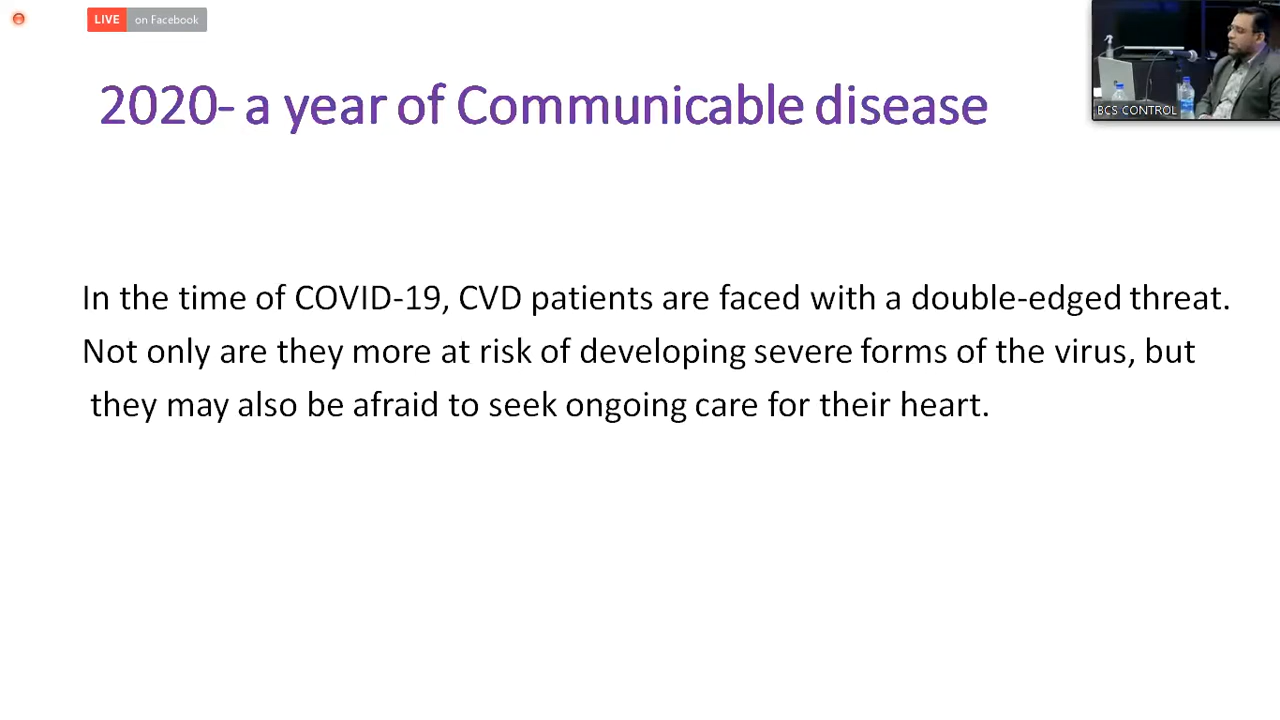 LIVE on Facebook
2020- a year of Communicable disease
BCS CONTROL
In the time of COVID-19, CVD patients are faced with a double-edged threat.
Not only are they more at risk of developing severe forms of the virus, but
they may also be afraid to seek ongoing care for their heart.